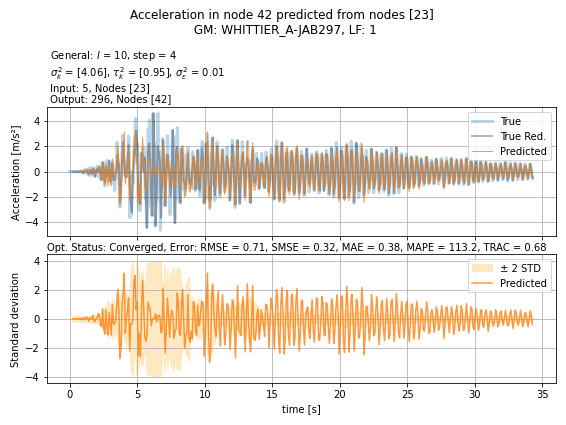 Acceleration in node 42 predicted from nodes [23]
GM: WHITTIER_A-JAB297, LF: 1
General: l = 10, step = 4
σ²ₖ = [4.06], τ²ₖ = [0.95], σ²ε = 0.01
Input: 5, Nodes [23]
Output: 296, Nodes [42]
Acceleration [m/s²]
4
2
0
−2
−4
True
True Red.
Predicted
Opt. Status: Converged, Error: RMSE = 0.71, SMSE = 0.32, MAE = 0.38, MAPE = 113.2, TRAC = 0.68
Standard deviation
4
2
0
−2
−4
± 2 STD
Predicted
0 5 10 15 20 25 30 35
time [s]